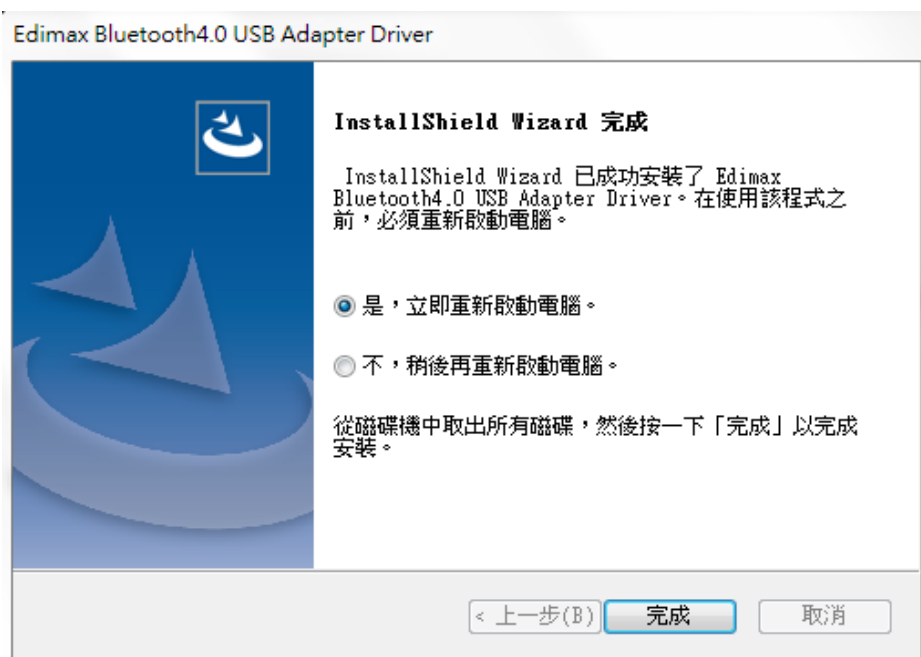 Edimax Bluetooth4.0 USB Adapter Driver
InstallShield Wizard 完成
InstallShield Wizard 已成功安裝了 Edimax
Bluetooth4.0 USB Adapter Driver。在使用該程式之
前，必須重新啟動電腦。
是，立即重新啟動電腦。
不，稍後再重新啟動電腦。
從磁碟機中取出所有磁碟，然後按一下「完成」以完成
安裝。
< 上一步(B) 完成 取消